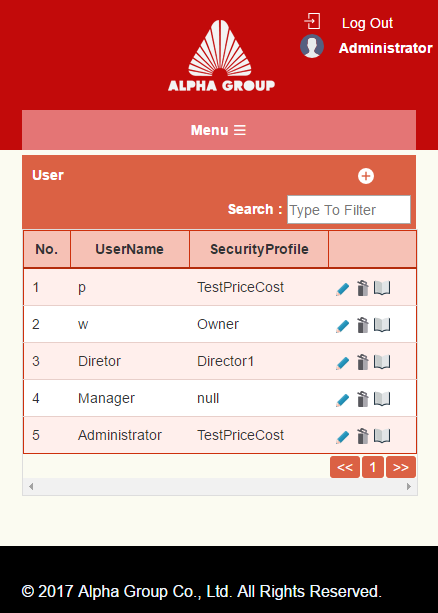 Log Out
ALPHA GROUP
Administrator
Menu ☰
User
Search : Type To Filter
No. UserName SecurityProfile
1 p TestPriceCost
2 w Owner
3 Diretor Director1
4 Manager null
5 Administrator TestPriceCost
<< 1 >>
© 2017 Alpha Group Co., Ltd. All Rights Reserved.